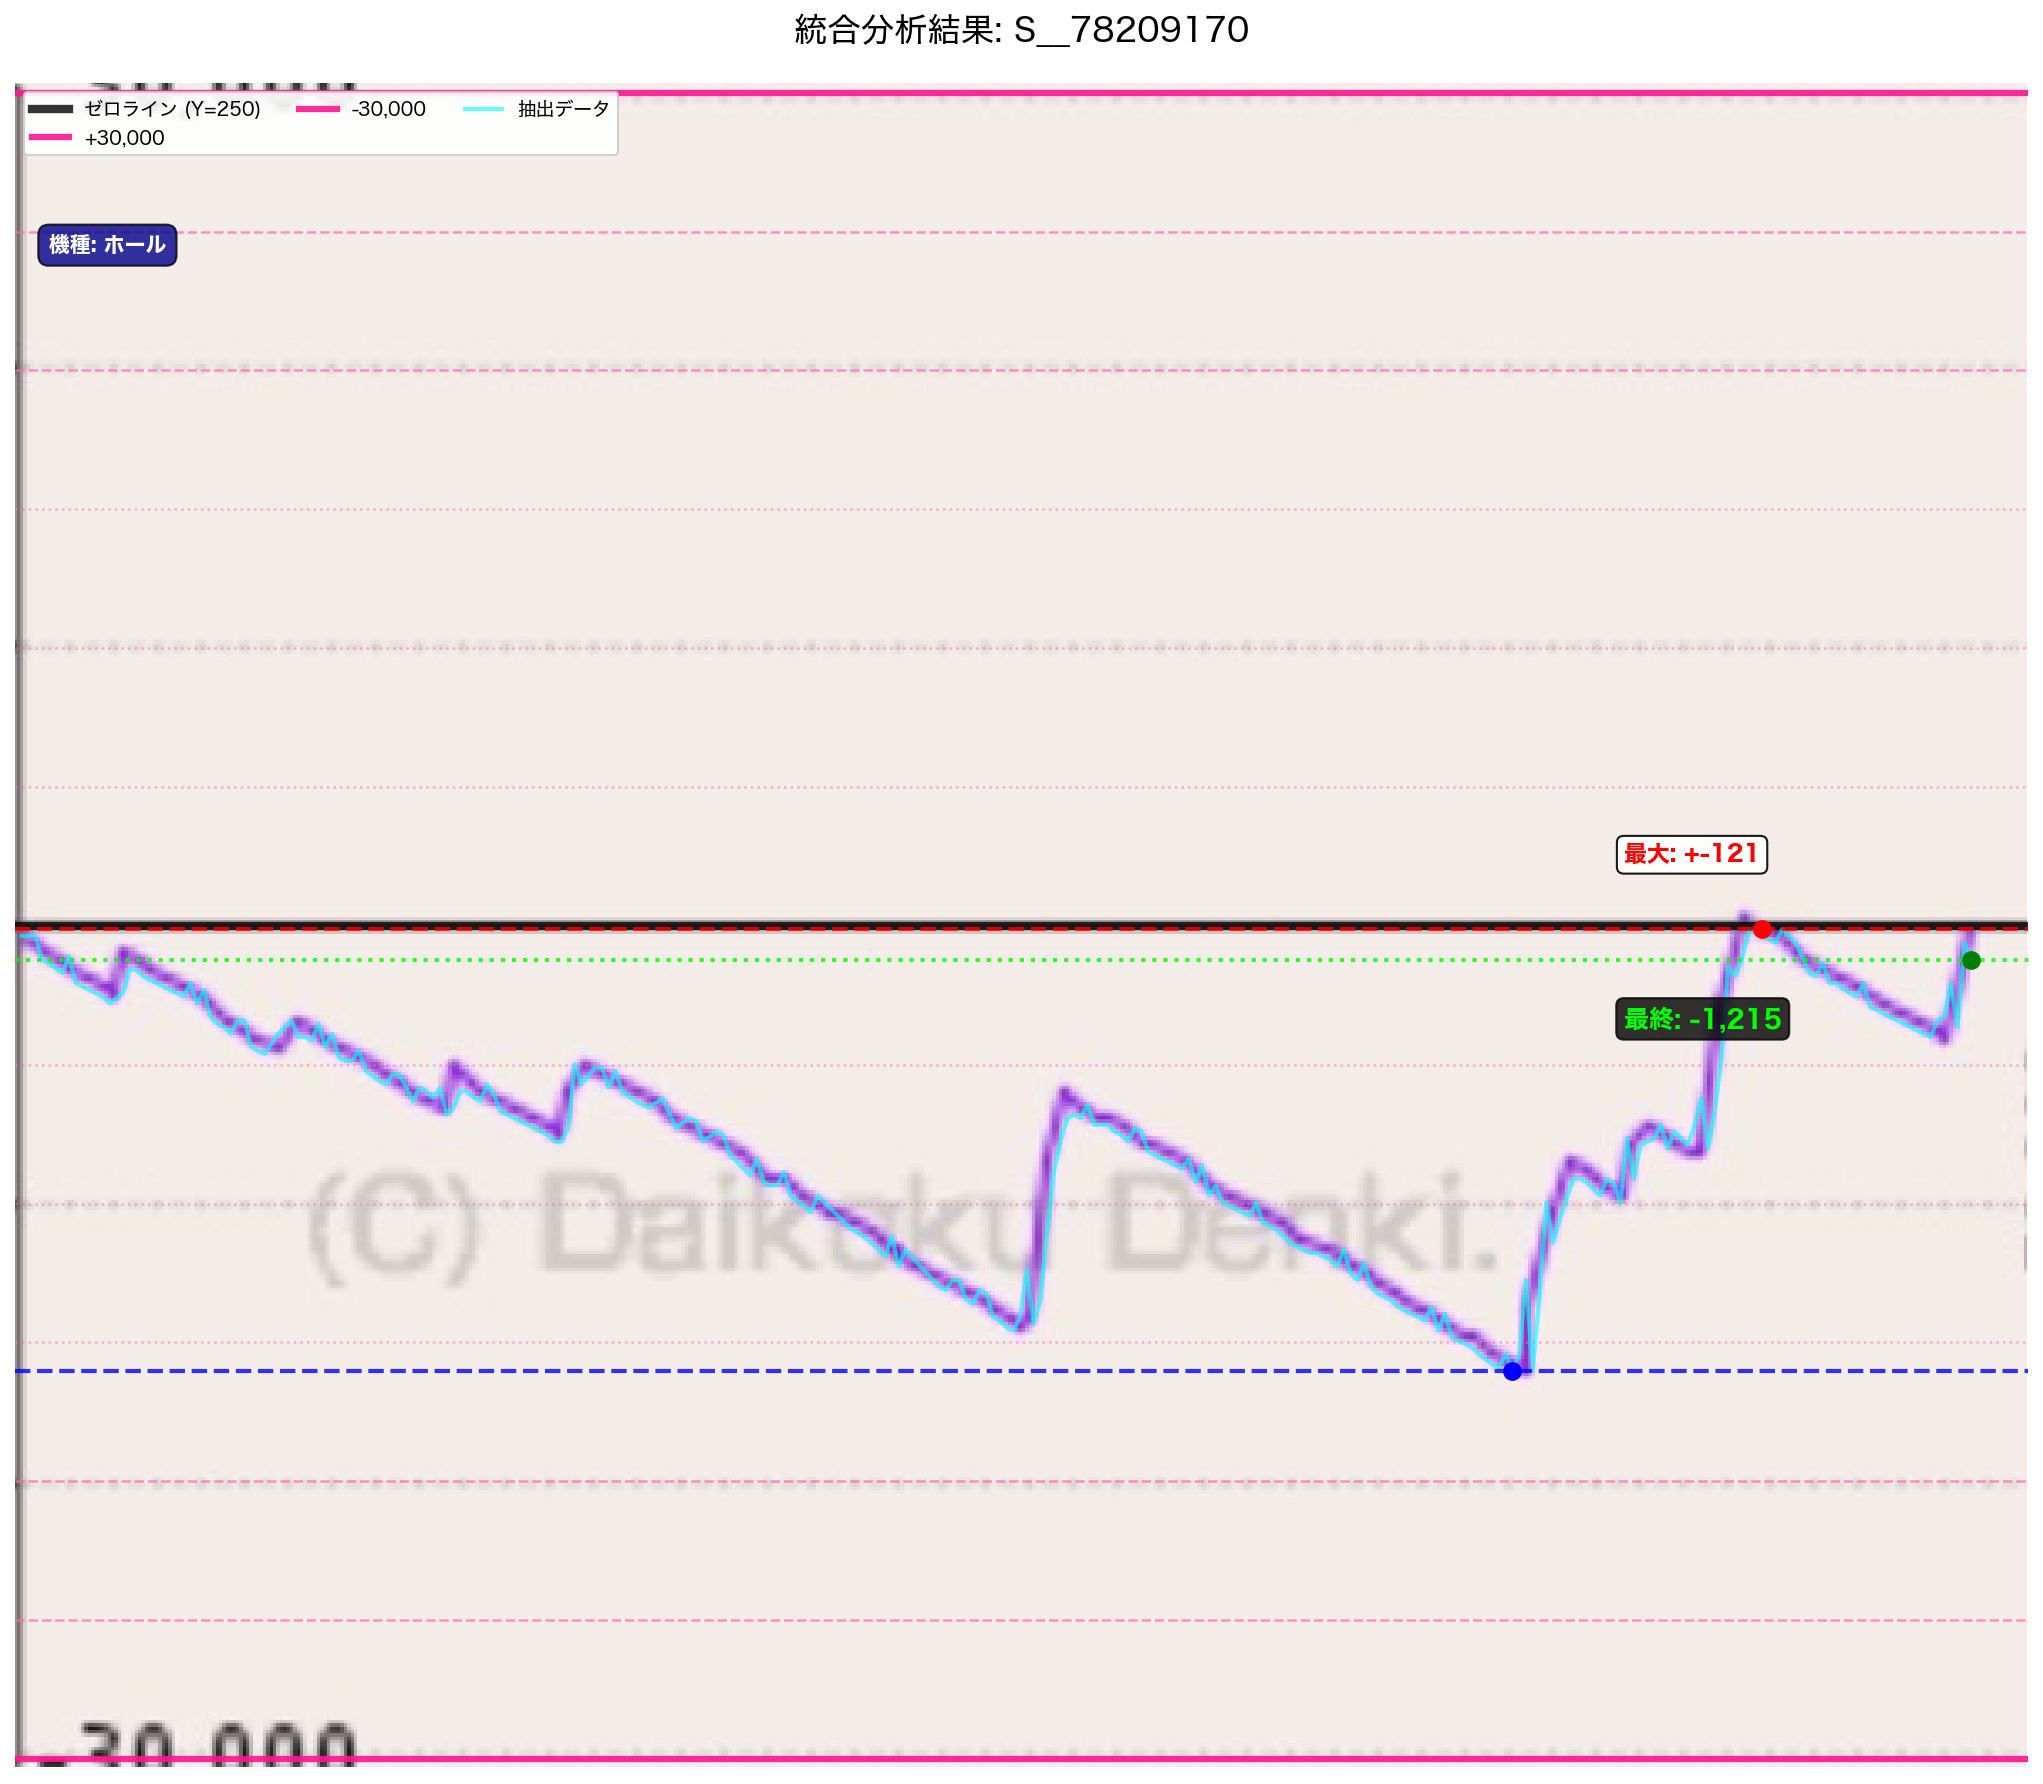 統合分析結果: S__78209170
30,000
ゼロライン (Y=250)
-30,000
抽出データ
+30,000
機種: ホール
最大: +-121
最終: -1,215
(C) Daikoku Denki.
-30,000